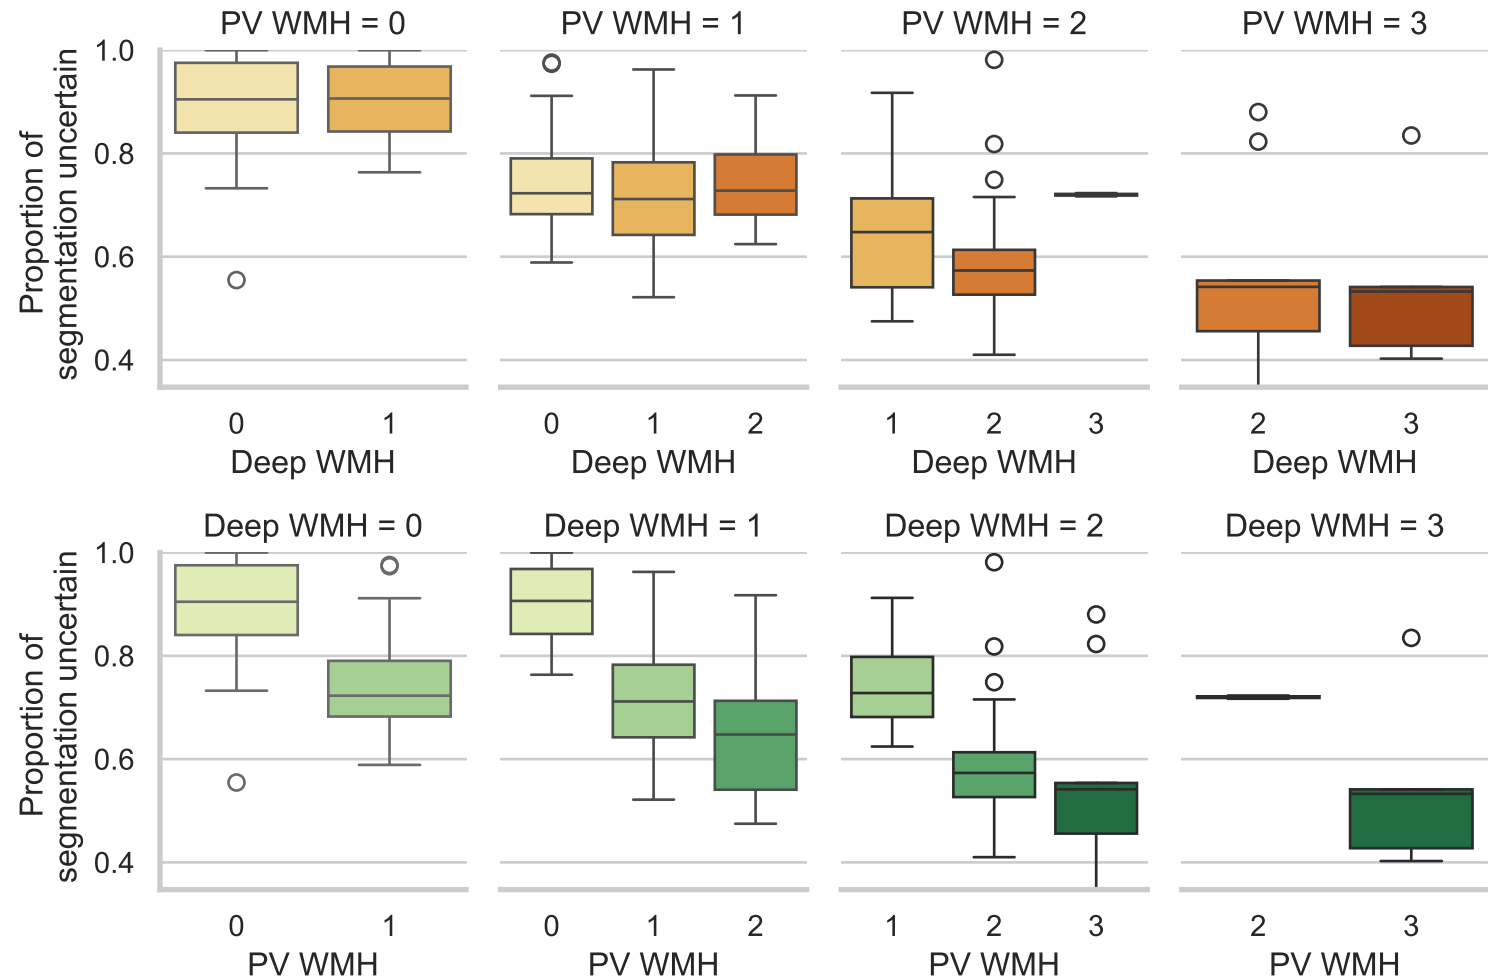 PV WMH = 0
PV WMH = 1
PV WMH = 2
PV WMH = 3
Proportion of
segmentation uncertain
1.0
0.8
0.6
0.4
0 1
0 1 2
1 2 3
2 3
Deep WMH
Deep WMH
Deep WMH
Deep WMH
Deep WMH = 0
Deep WMH = 1
Deep WMH = 2
Deep WMH = 3
Proportion of
segmentation uncertain
1.0
0.8
0.6
0.4
0 1
0 1 2
1 2 3
2 3
PV WMH
PV WMH
PV WMH
PV WMH